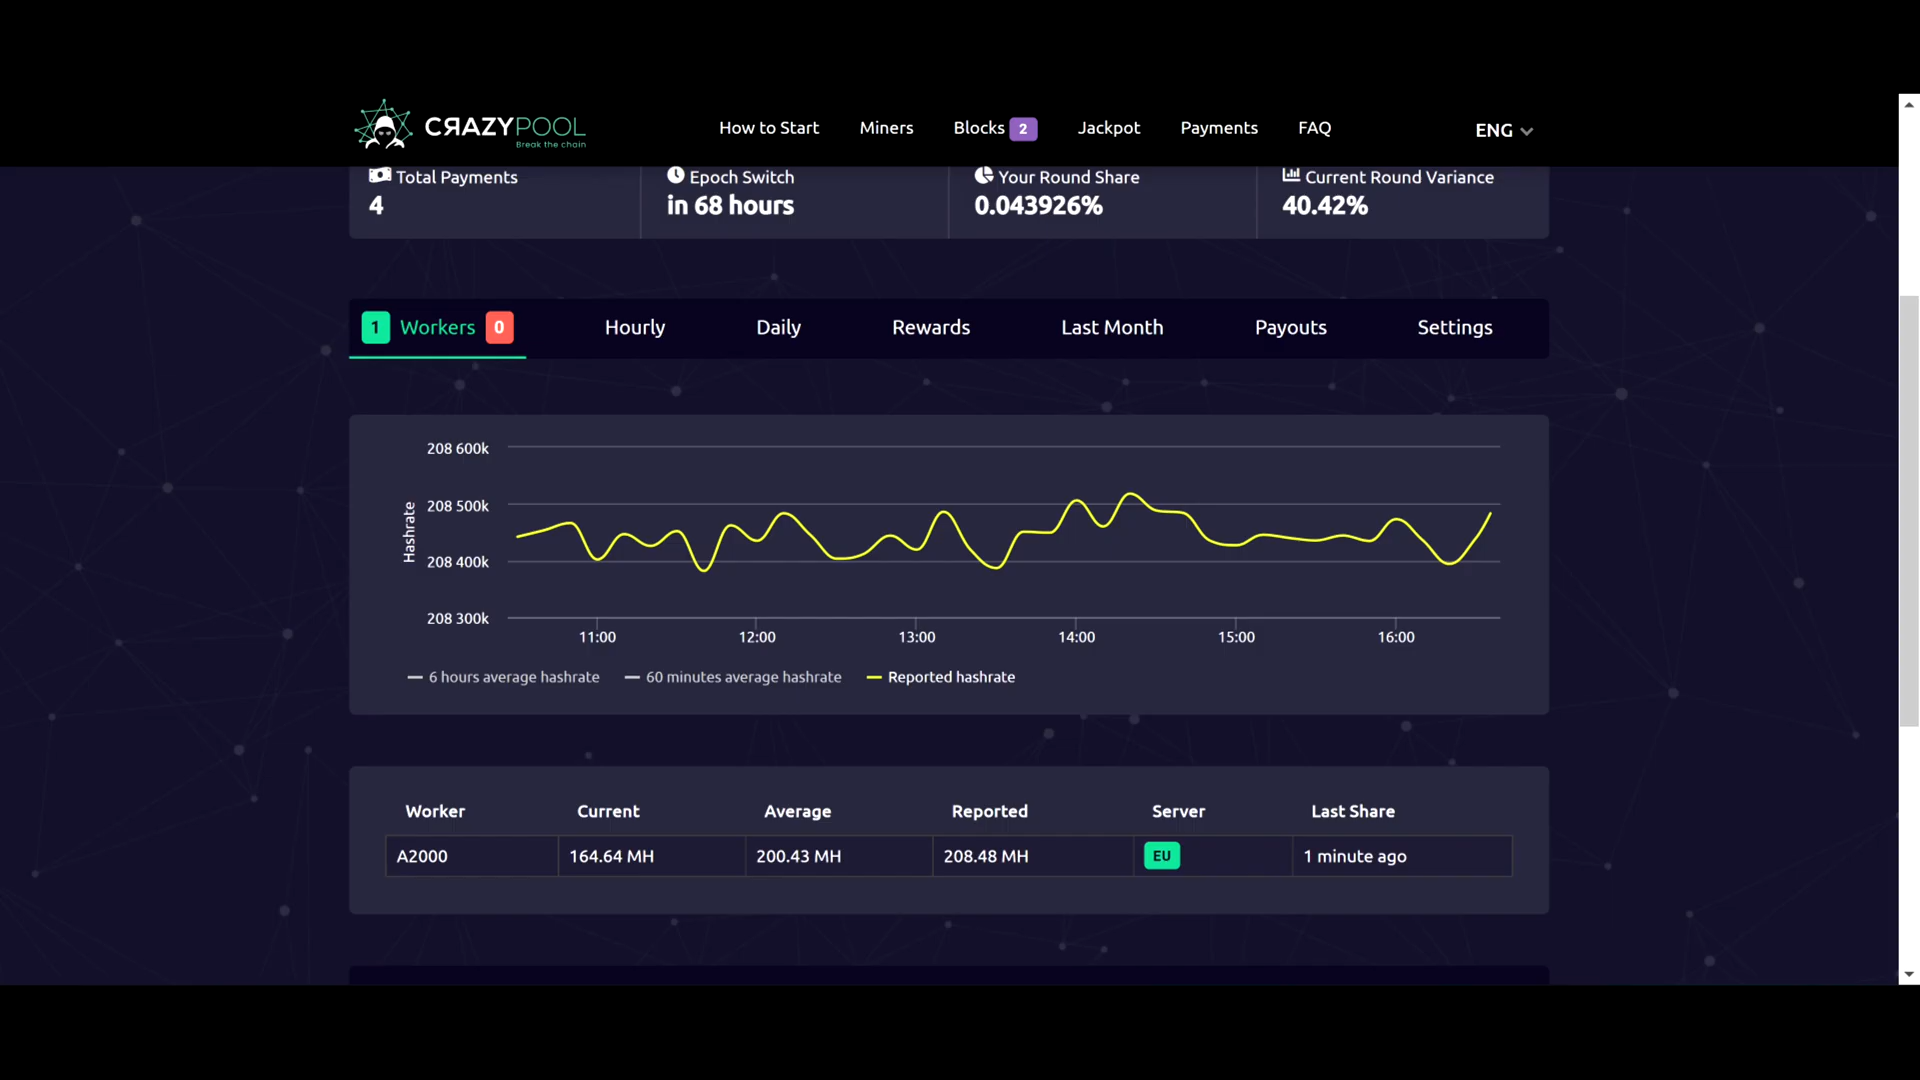 CЯAZYPOOL
Break the chain
How to Start Miners Blocks 2 Jackpot Payments FAQ ENG
Total Payments Epoch Switch Your Round Share Current Round Variance
4 in 68 hours 0.043926% 40.42%
1 Workers 0 Hourly Daily Rewards Last Month Payouts Settings
Hashrate
208 600k
208 500k
208 400k
208 300k
11:00 12:00 13:00 14:00 15:00 16:00
6 hours average hashrate 60 minutes average hashrate Reported hashrate
Worker Current Average Reported Server Last Share
A2000 164.64 MH 200.43 MH 208.48 MH EU 1 minute ago